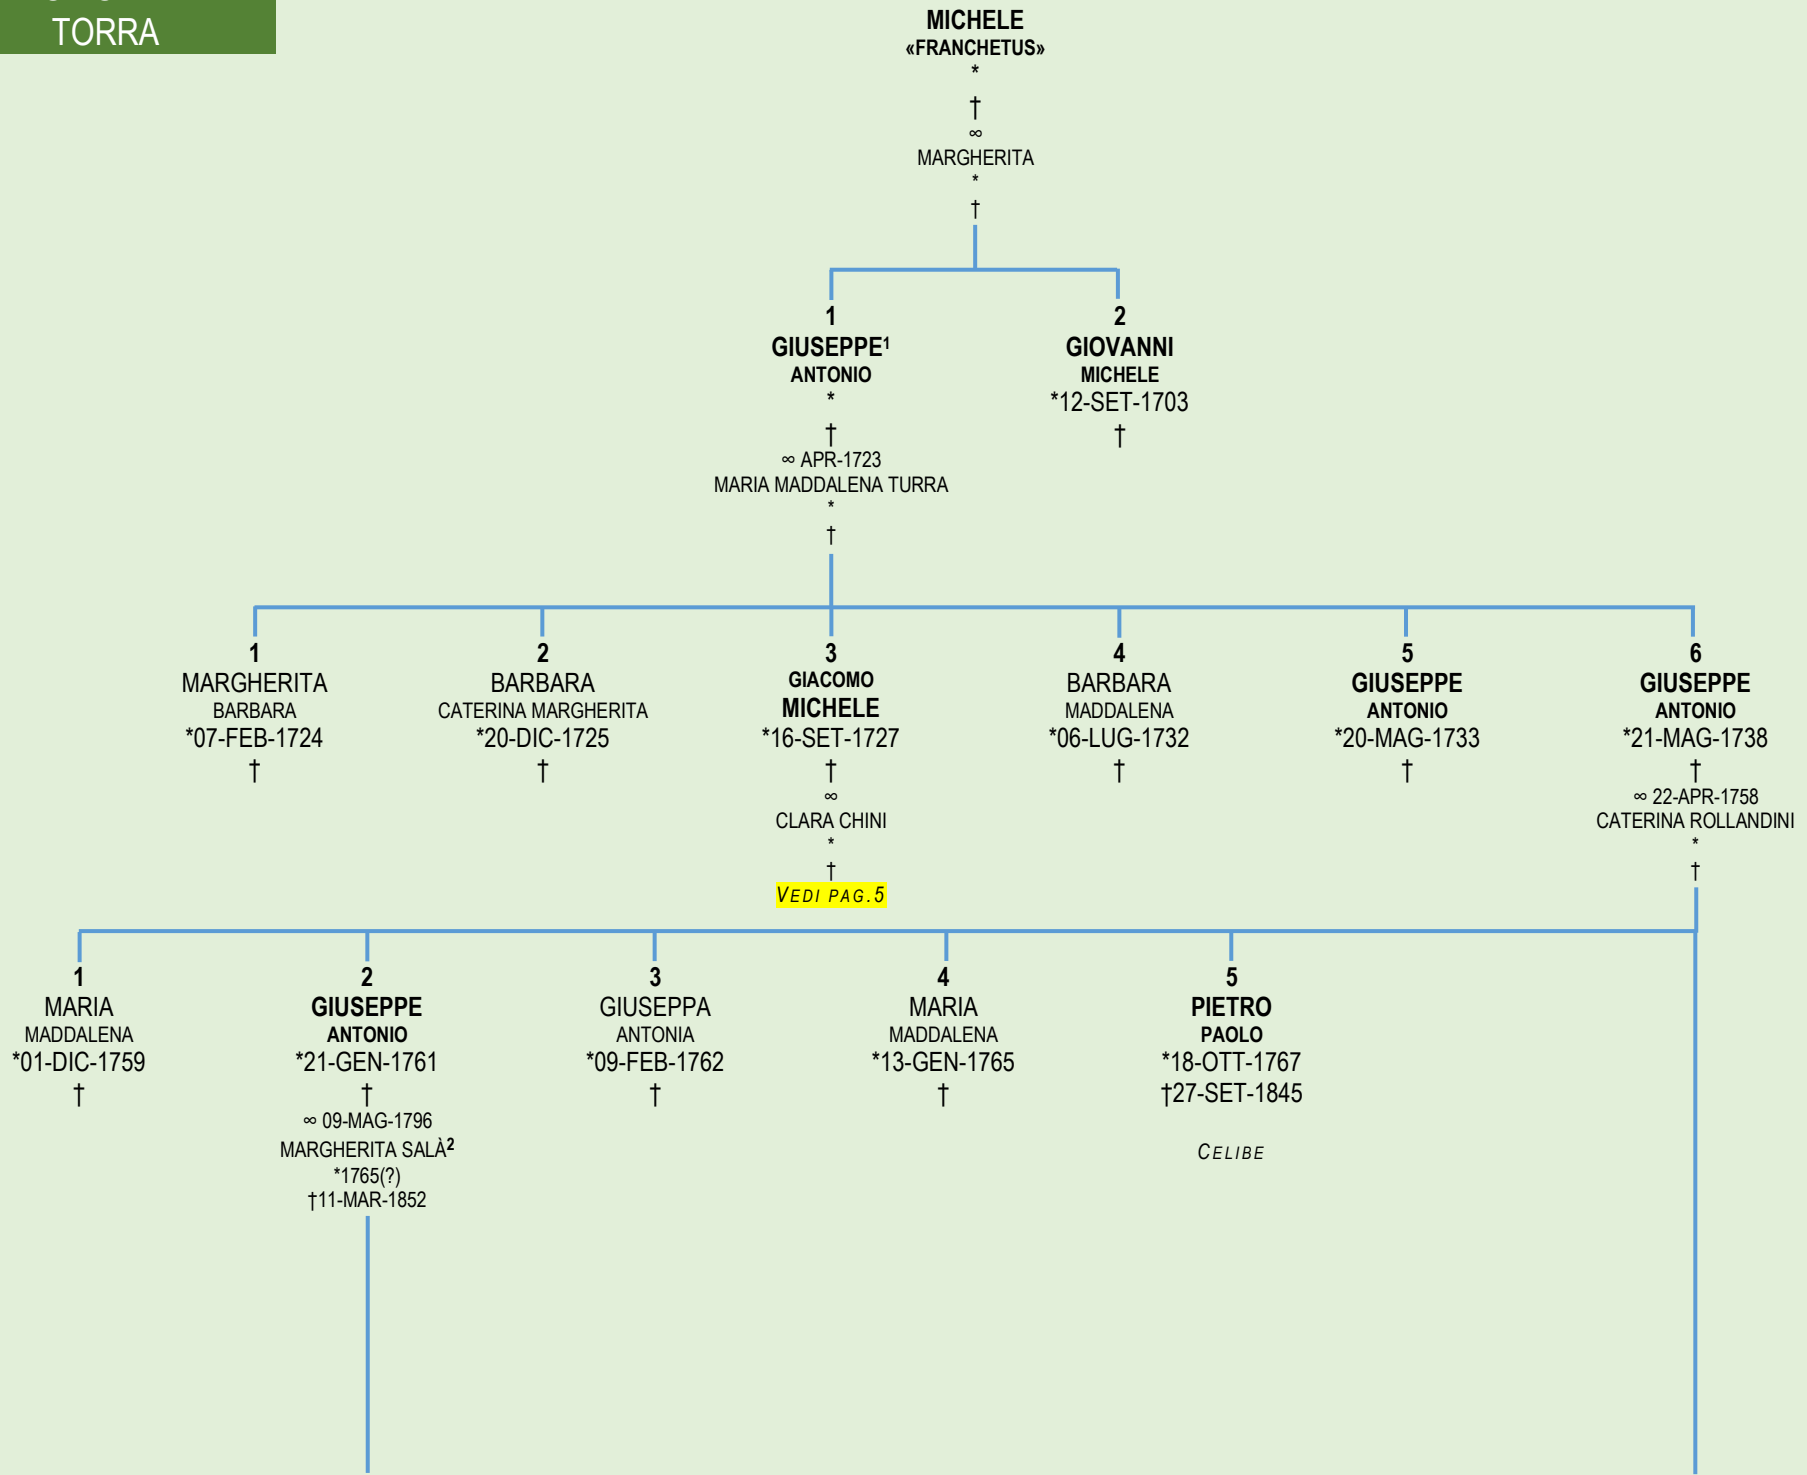 TORRA
MICHELE
«FRANCHETUS»
*
†
∞
MARGHERITA
*
†
1
GIUSEPPE¹
ANTONIO
*
†
∞ APR-1723
MARIA MADDALENA TURRA
*
†
2
GIOVANNI
MICHELE
*12-SET-1703
†
1
MARGHERITA
BARBARA
*07-FEB-1724
†
2
BARBARA
CATERINA MARGHERITA
*20-DIC-1725
†
3
GIACOMO
MICHELE
*16-SET-1727
†
∞
CLARA CHINI
*
†
VEDI PAG.5
4
BARBARA
MADDALENA
*06-LUG-1732
†
5
GIUSEPPE
ANTONIO
*20-MAG-1733
†
6
GIUSEPPE
ANTONIO
*21-MAG-1738
†
∞ 22-APR-1758
CATERINA ROLLANDINI
*
†
1
MARIA
MADDALENA
*01-DIC-1759
†
2
GIUSEPPE
ANTONIO
*21-GEN-1761
†
∞ 09-MAG-1796
MARGHERITA SALÀ²
*1765(?)
†11-MAR-1852
3
GIUSEPPA
ANTONIA
*09-FEB-1762
†
4
MARIA
MADDALENA
*13-GEN-1765
†
5
PIETRO
PAOLO
*18-OTT-1767
†27-SET-1845
CELIBE